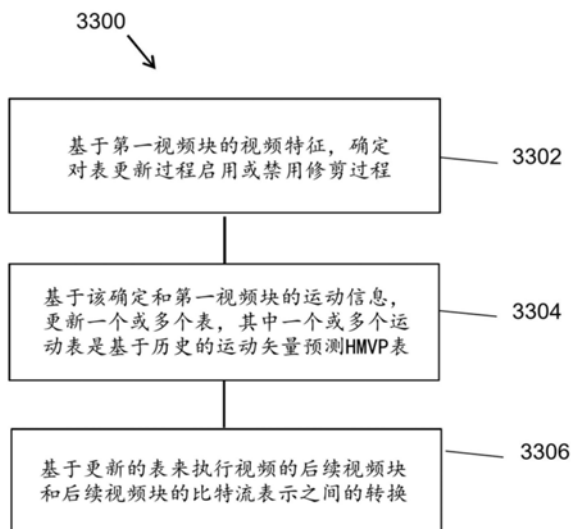 3300
基于第一视频块的视频特征，确定
对表更新过程启用或禁用修剪过程
3302
基于该确定和第一视频块的运动信息，
更新一个或多个表，其中一个或多个运
动表是基于历史的运动矢量预测HMVP表
3304
基于更新的表来执行视频的后续视频块
和后续视频块的比特流表示之间的转换
3306